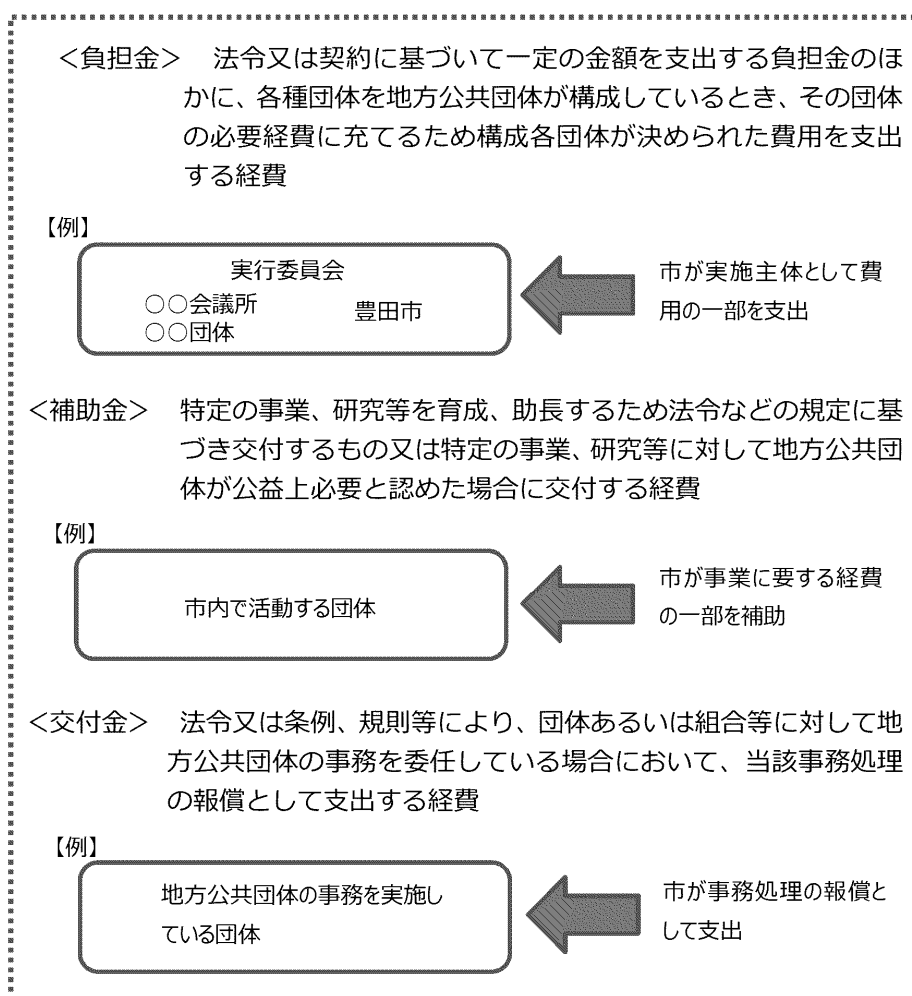 ＜負担金＞　法令又は契約に基づいて一定の金額を支出する負担金のほ
かに、各種団体を地方公共団体が構成しているとき、その団体
の必要経費に充てるため構成各団体が決められた費用を支出
する経費
【例】
実行委員会
○○会議所
○○団体
豊田市
市が実施主体として費
用の一部を支出
＜補助金＞　特定の事業、研究等を育成、助長するため法令などの規定に基
づき交付するもの又は特定の事業、研究等に対して地方公共団
体が公益上必要と認めた場合に交付する経費
【例】
市内で活動する団体
市が事業に要する経費
の一部を補助
＜交付金＞　法令又は条例、規則等により、団体あるいは組合等に対して地
方公共団体の事務を委任している場合において、当該事務処理
の報償として支出する経費
【例】
地方公共団体の事務を実施し
ている団体
市が事務処理の報償と
して支出